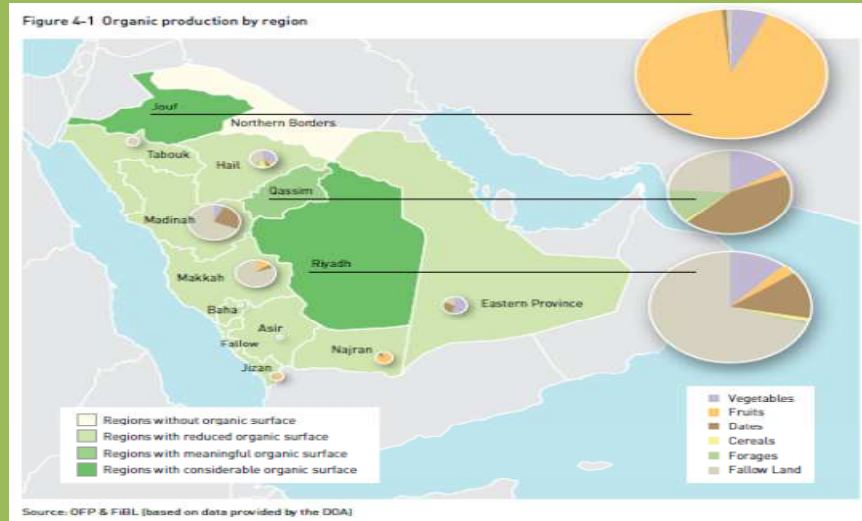 Figure 4-1 Organic production by region
Jouf
Northern Borders
Tabouk
Hail
Qassim
Madinah
Riyadh
Makkah
Eastern Province
Baha
Asir
Fallow
Najran
Jizan
Regions without organic surface
Regions with reduced organic surface
Regions with meaningful organic surface
Regions with considerable organic surface
Vegetables
Fruits
Dates
Cereals
Forages
Fallow Land
Source: OFP & FiBL (based on data provided by the DOA)